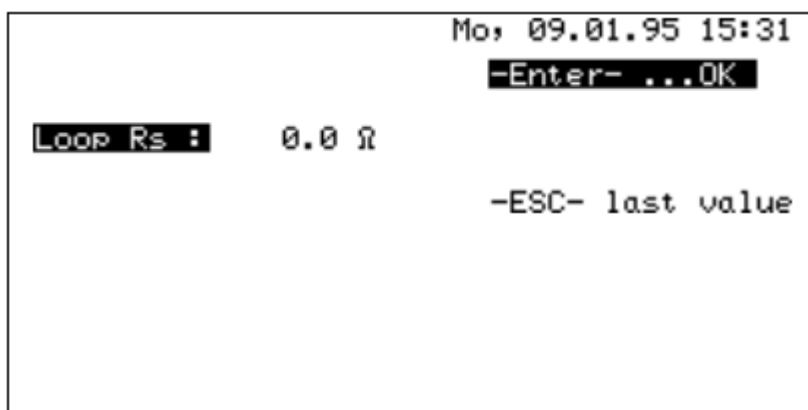 Mo, 09.01.95 15:31
-Enter- ...OK
Loop Rs : 0.0 Ω
-ESC- last value